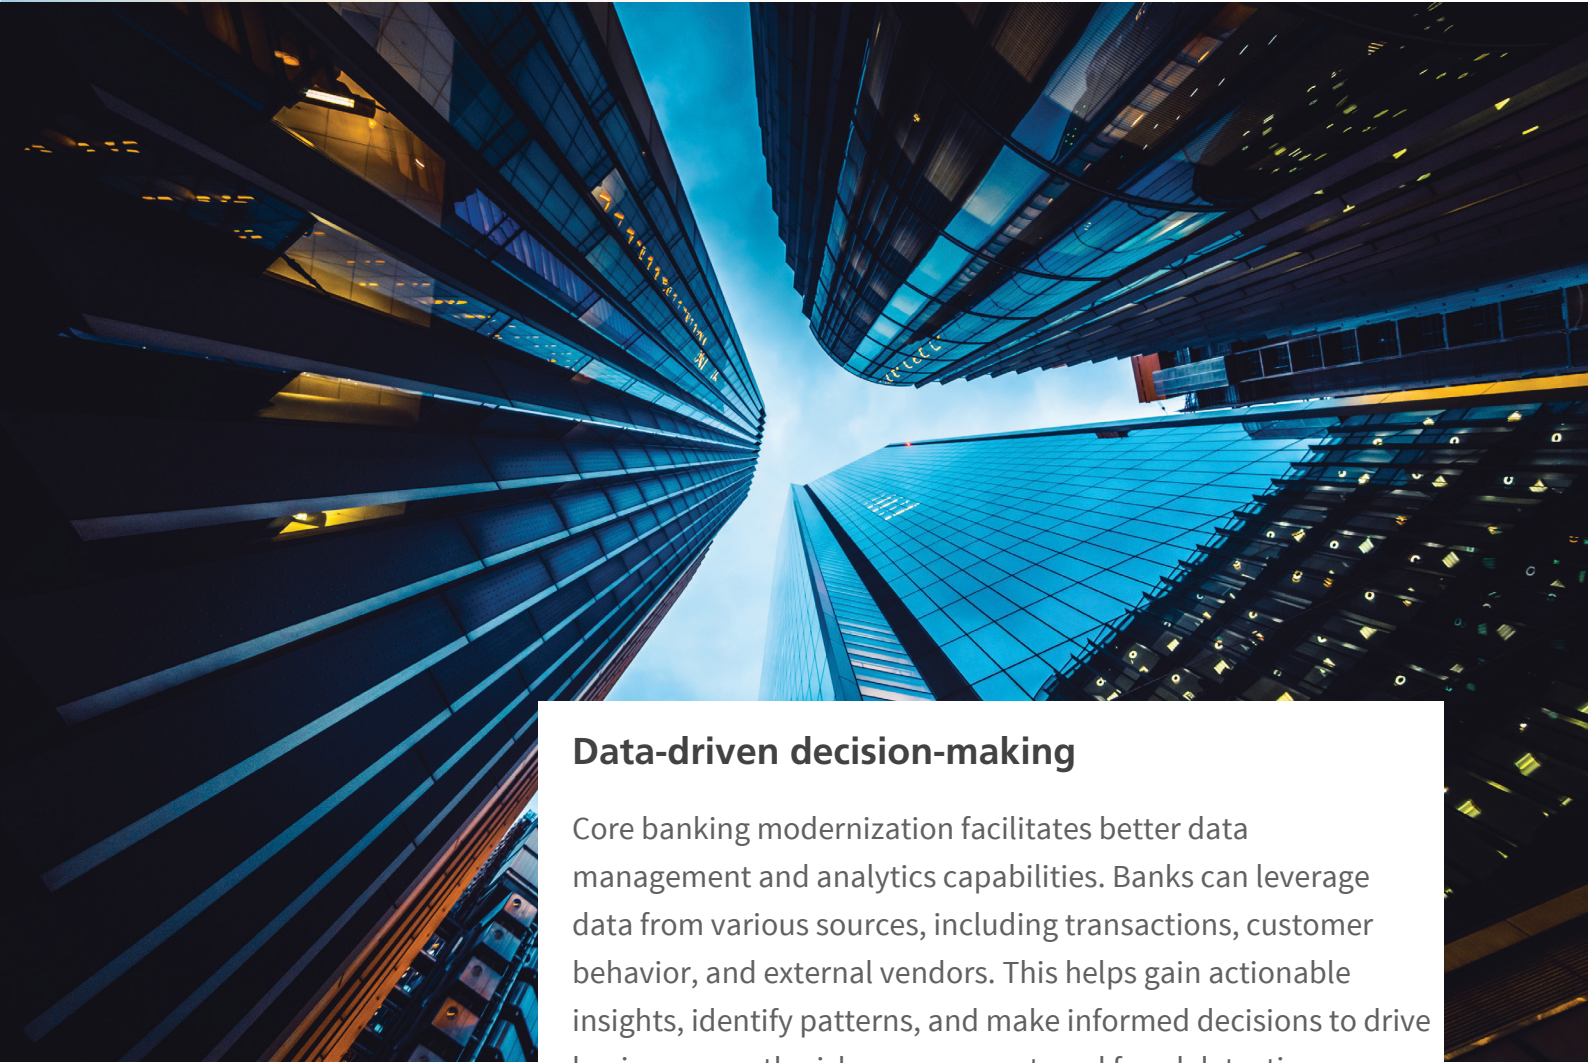 Data-driven decision-making
Core banking modernization facilitates better data
management and analytics capabilities. Banks can leverage
data from various sources, including transactions, customer
behavior, and external vendors. This helps gain actionable
insights, identify patterns, and make informed decisions to drive